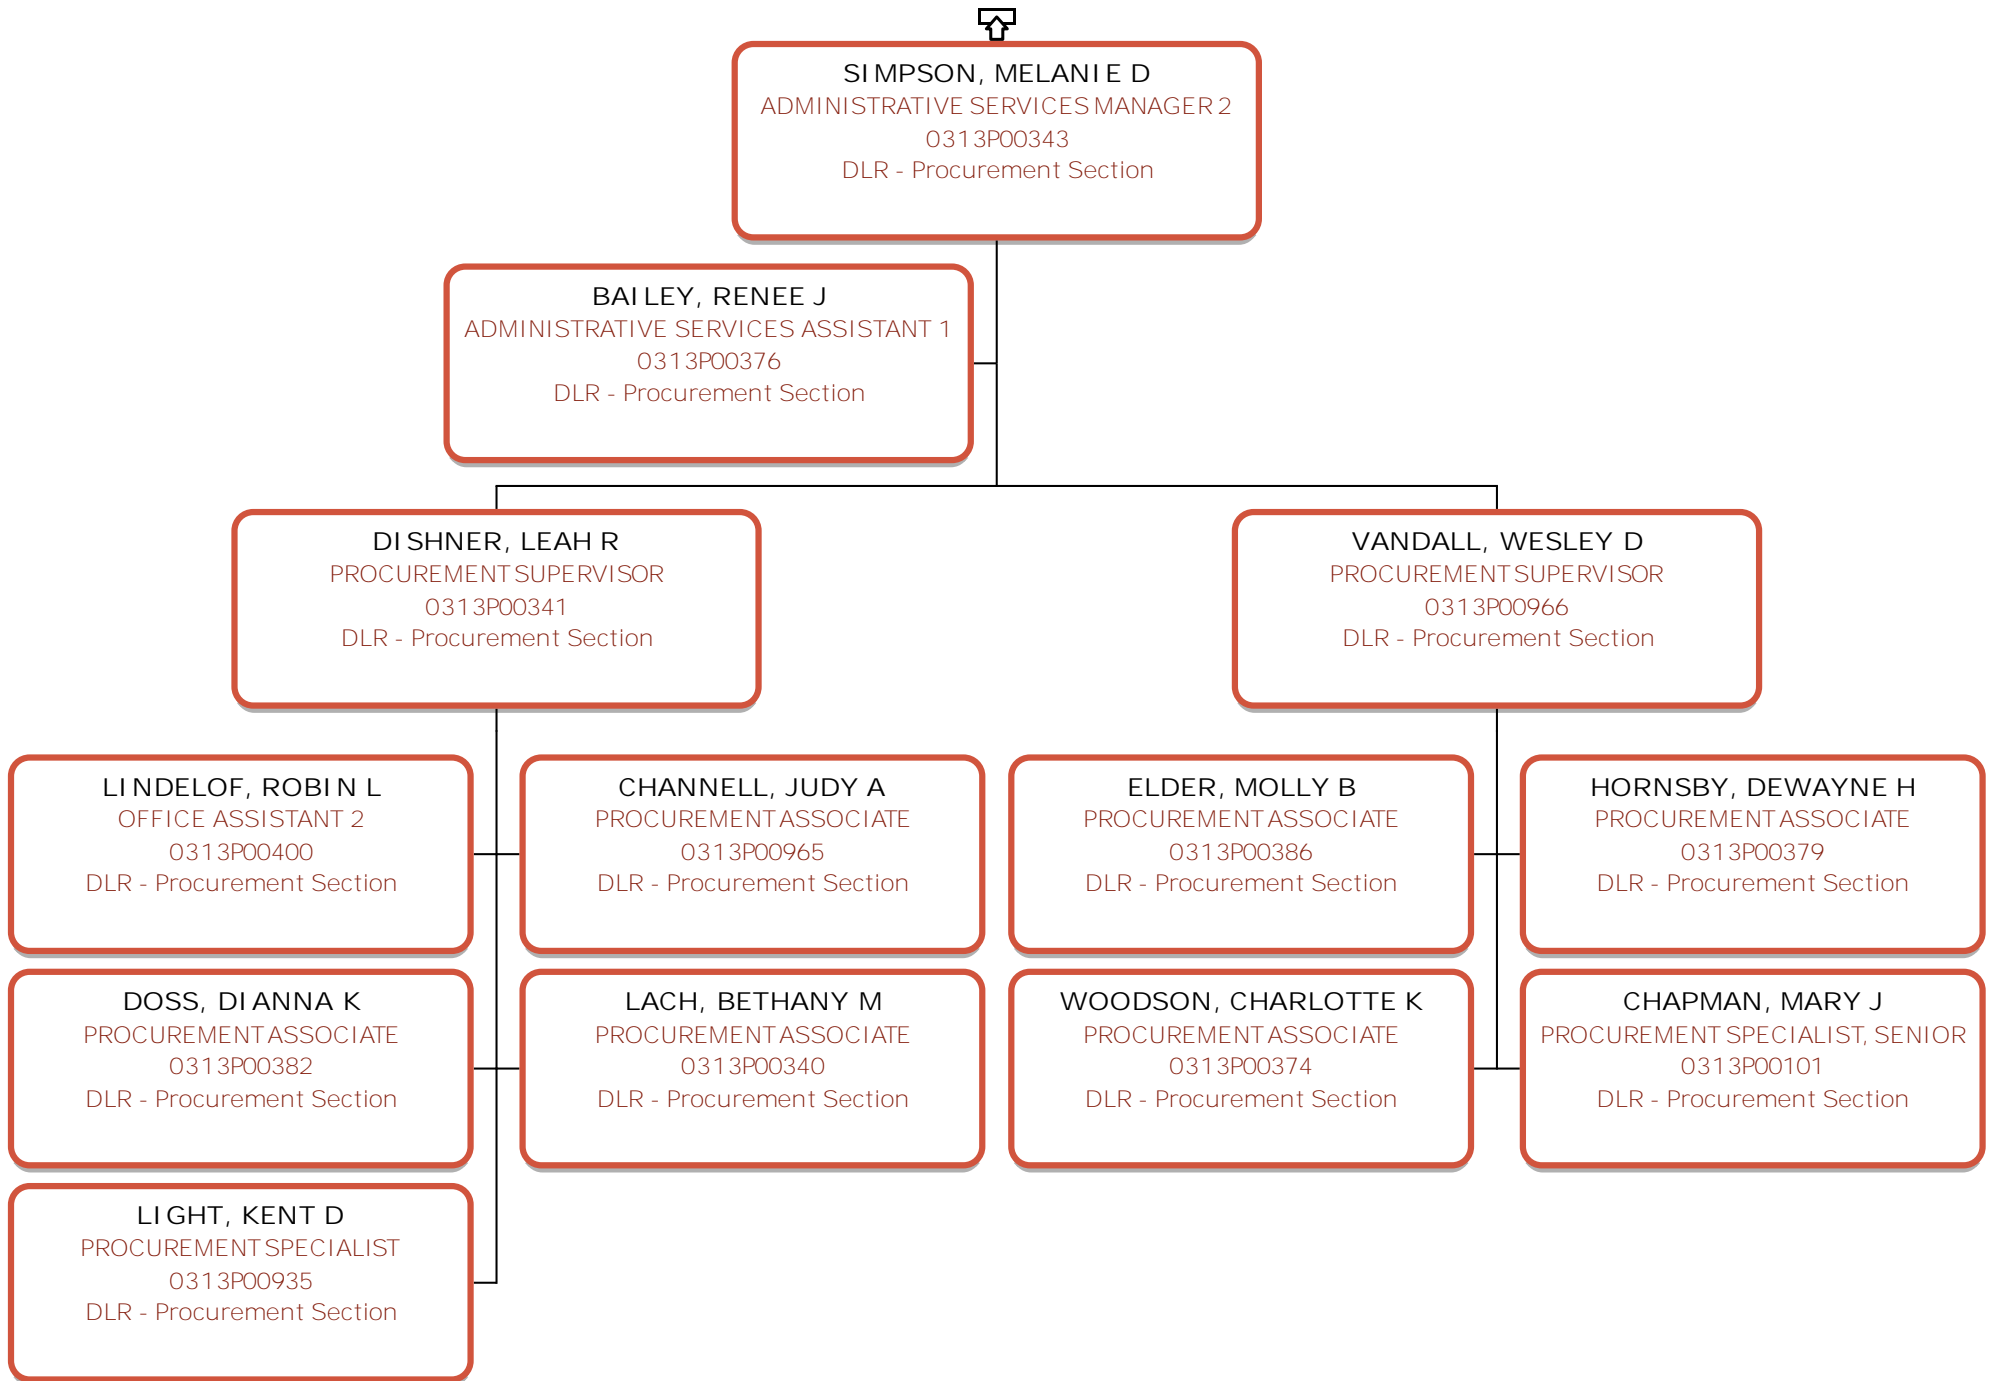 SIMPSON, MELANIE D
ADMINISTRATIVE SERVICES MANAGER 2
0313P00343
DLR - Procurement Section
BAILEY, RENEE J
ADMINISTRATIVE SERVICES ASSISTANT 1
0313P00376
DLR - Procurement Section
DISHNER, LEAH R
PROCUREMENT SUPERVISOR
0313P00341
DLR - Procurement Section
VANDALL, WESLEY D
PROCUREMENT SUPERVISOR
0313P00966
DLR - Procurement Section
LINDELOF, ROBIN L
OFFICE ASSISTANT 2
0313P00400
DLR - Procurement Section
CHANNELL, JUDY A
PROCUREMENT ASSOCIATE
0313P00965
DLR - Procurement Section
ELDER, MOLLY B
PROCUREMENT ASSOCIATE
0313P00386
DLR - Procurement Section
HORNSBY, DEWAYNE H
PROCUREMENT ASSOCIATE
0313P00379
DLR - Procurement Section
DOSS, DIANNA K
PROCUREMENT ASSOCIATE
0313P00382
DLR - Procurement Section
LACH, BETHANY M
PROCUREMENT ASSOCIATE
0313P00340
DLR - Procurement Section
WOODSON, CHARLOTTE K
PROCUREMENT ASSOCIATE
0313P00374
DLR - Procurement Section
CHAPMAN, MARY J
PROCUREMENT SPECIALIST, SENIOR
0313P00101
DLR - Procurement Section
LIGHT, KENT D
PROCUREMENT SPECIALIST
0313P00935
DLR - Procurement Section